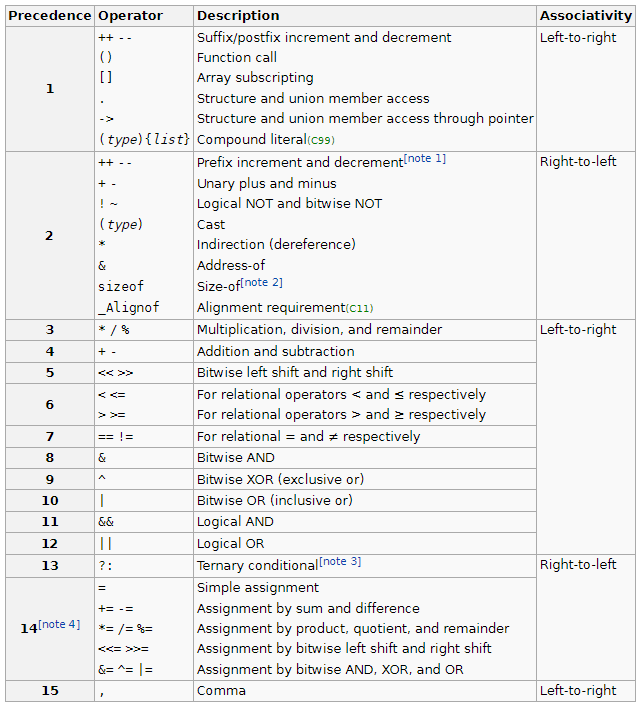 Precedence Operator Description Associativity
1 ++ -- Suffix/postfix increment and decrement Left-to-right
() Function call
[] Array subscripting
. Structure and union member access
-> Structure and union member access through pointer
(type){list} Compound literal(C99)
2 ++ -- Prefix increment and decrement[note 1] Right-to-left
+ - Unary plus and minus
! ~ Logical NOT and bitwise NOT
(type) Cast
* Indirection (dereference)
& Address-of
sizeof Size-of[note 2]
_Alignof Alignment requirement(C11)
3 * / % Multiplication, division, and remainder Left-to-right
4 + - Addition and subtraction
5 << >> Bitwise left shift and right shift
6 < <= For relational operators < and ≤ respectively
> >= For relational operators > and ≥ respectively
7 == != For relational = and ≠ respectively
8 & Bitwise AND
9 ^ Bitwise XOR (exclusive or)
10 | Bitwise OR (inclusive or)
11 && Logical AND
12 || Logical OR
13 ?: Ternary conditional[note 3] Right-to-left
14[note 4] = Simple assignment
+= -= Assignment by sum and difference
*= /= %= Assignment by product, quotient, and remainder
<<= >>= Assignment by bitwise left shift and right shift
&= ^= |= Assignment by bitwise AND, XOR, and OR
15 , Comma Left-to-right